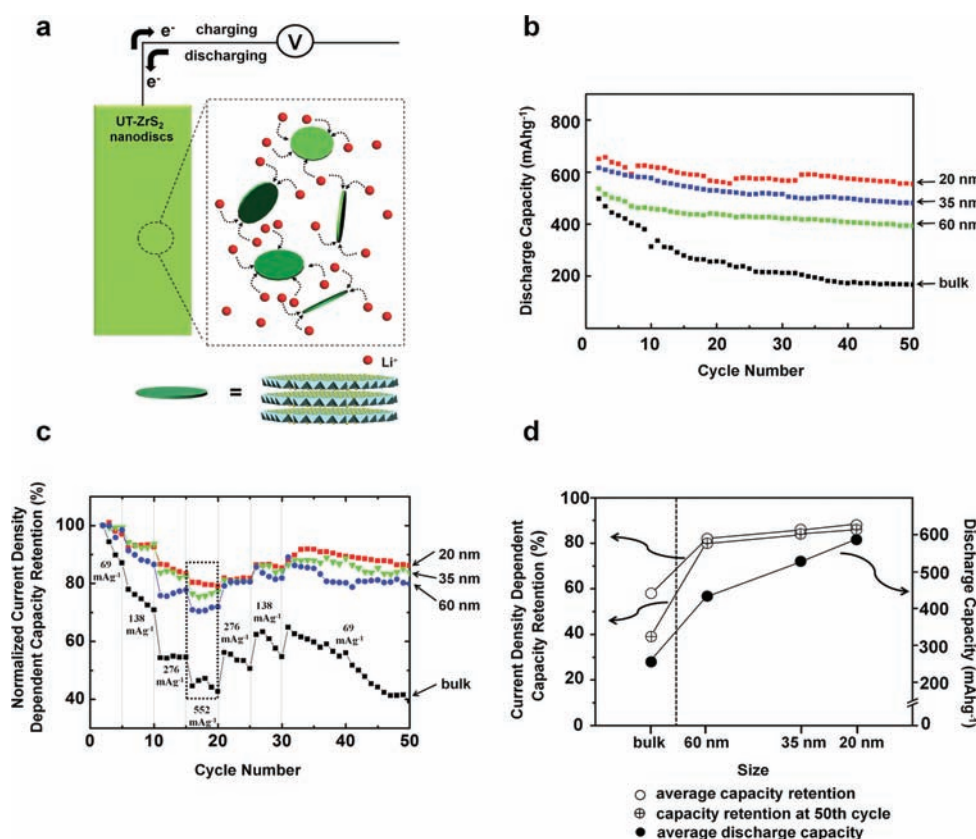 a
e⁻
charging
V
discharging
e⁻
UT-ZrS₂
nanodiscs
Li⁺
=
b
Discharge Capacity (mAhg⁻¹)
800
600
400
200
0
10
20
30
40
50
Cycle Number
20 nm
35 nm
60 nm
bulk
c
Normalized Current Density
Dependent Capacity Retention (%)
100
80
60
40
0
10
20
30
40
50
Cycle Number
69
mAg⁻¹
138
mAg⁻¹
276
mAg⁻¹
552
mAg⁻¹
276
mAg⁻¹
138
mAg⁻¹
69
mAg⁻¹
20 nm
35 nm
60 nm
bulk
d
Current Density Dependent
Capacity Retention (%)
100
80
60
40
20
0
Discharge Capacity
(mAhg⁻¹)
600
500
400
300
200
0
bulk
60 nm
35 nm
20 nm
Size
average capacity retention
capacity retention at 50th cycle
average discharge capacity